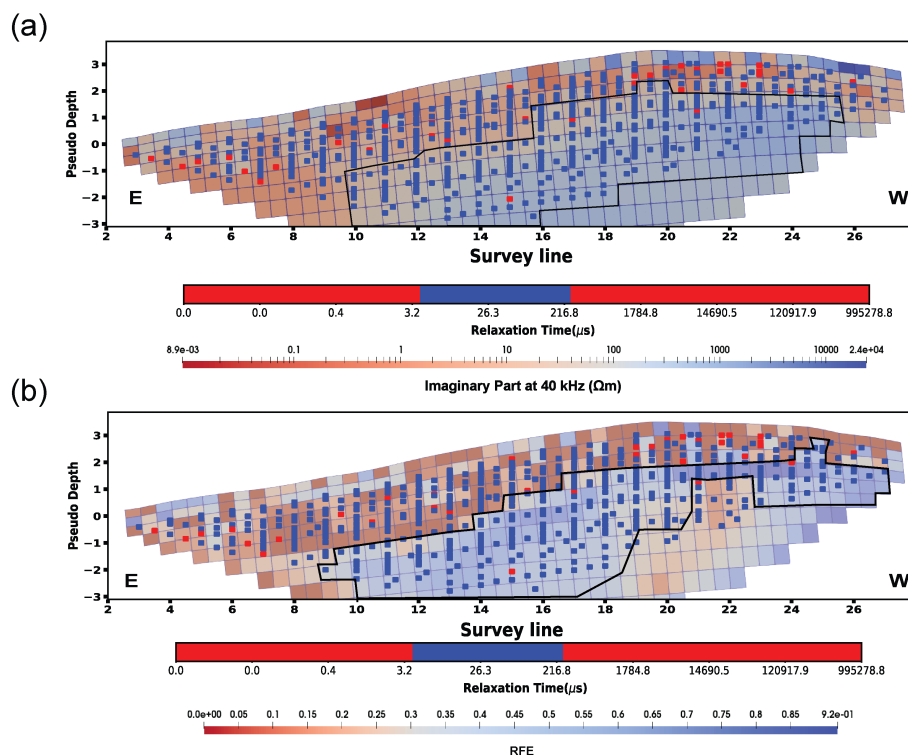 (a)
Pseudo Depth
3
2
1
0
−1
−2
−3
E
W
2 4 6 8 10 12 14 16 18 20 22 24 26
Survey line
0.0 0.0 0.4 3.2 26.3 216.8 1784.8 14690.5 120917.9 995278.8
Relaxation Time(μs)
8.9e-03 0.1 1 10 100 1000 10000 2.4e+04
Imaginary Part at 40 kHz (Ωm)
(b)
Pseudo Depth
3
2
1
0
−1
−2
−3
E
W
2 4 6 8 10 12 14 16 18 20 22 24 26
Survey line
0.0 0.0 0.4 3.2 26.3 216.8 1784.8 14690.5 120917.9 995278.8
Relaxation Time(μs)
0.0e+00 0.05 0.1 0.15 0.2 0.25 0.3 0.35 0.4 0.45 0.5 0.55 0.6 0.65 0.7 0.75 0.8 0.85 9.2e-01
RFE